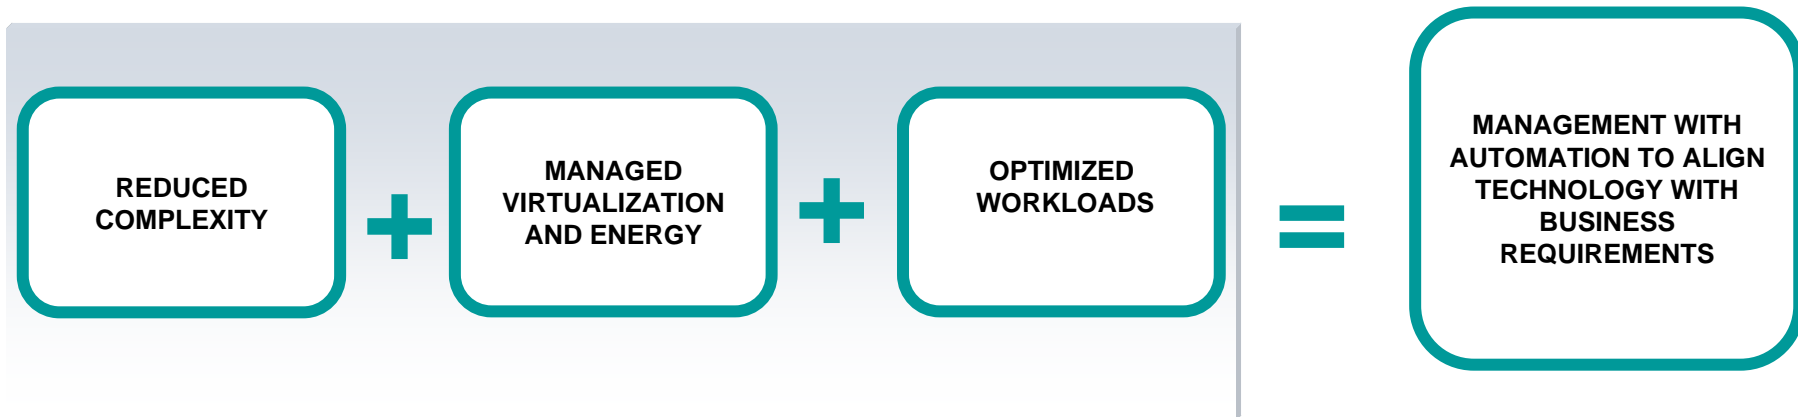 REDUCED
COMPLEXITY
+
MANAGED
VIRTUALIZATION
AND ENERGY
+
OPTIMIZED
WORKLOADS
=
MANAGEMENT WITH
AUTOMATION TO ALIGN
TECHNOLOGY WITH
BUSINESS
REQUIREMENTS